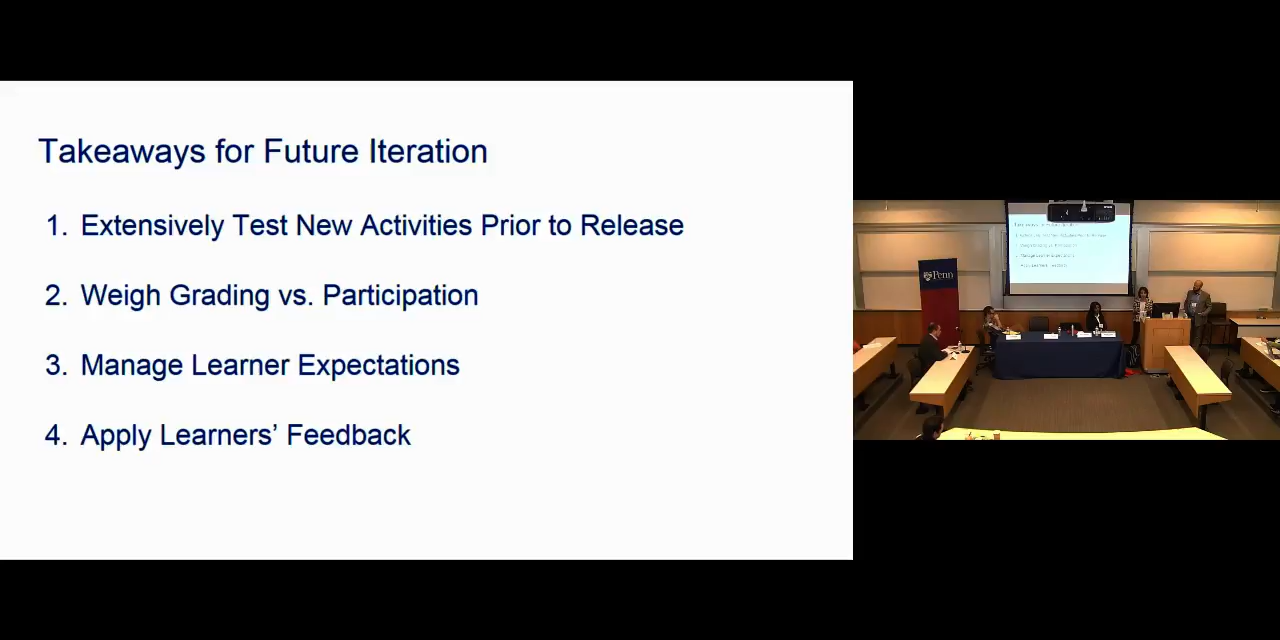 Takeaways for Future Iteration
1. Extensively Test New Activities Prior to Release
2. Weigh Grading vs. Participation
3. Manage Learner Expectations
4. Apply Learners’ Feedback
Penn